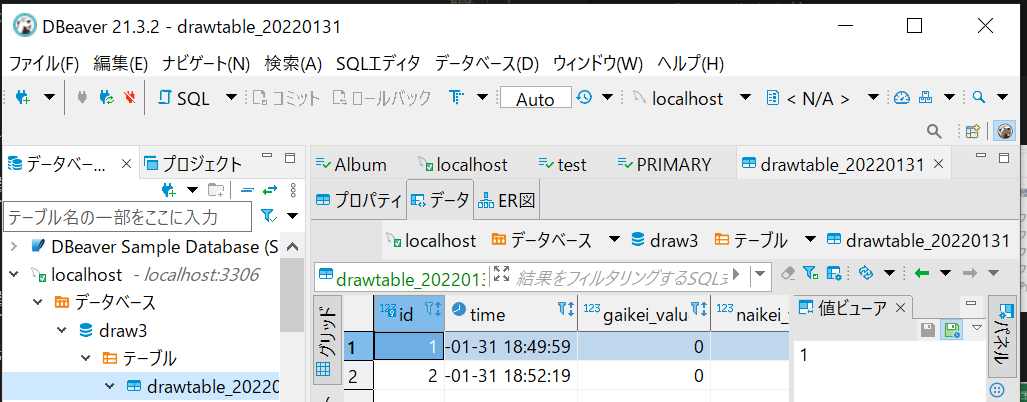 DBeaver 21.3.2 - drawtable_20220131
ファイル(F) 編集(E) ナビゲート(N) 検索(A) SQLエディタ データベース(D) ウィンドウ(W) ヘルプ(H)
SQL コミット ロールバック Auto localhost < N/A >
データベー... プロジェクト
テーブル名の一部をここに入力
DBeaver Sample Database (S
localhost - localhost:3306
データベース
draw3
テーブル
drawtable_20220
Album localhost test PRIMARY drawtable_20220131
プロパティ データ ER図
localhost データベース draw3 テーブル drawtable_20220131
drawtable_2022013 結果をフィルタリングするSQL式
グリッド
123 id time 123 gaikei_valu 123 naikei_
1 1 -01-31 18:49:59 0
2 2 -01-31 18:52:19 0
値ビューア
1
パネル